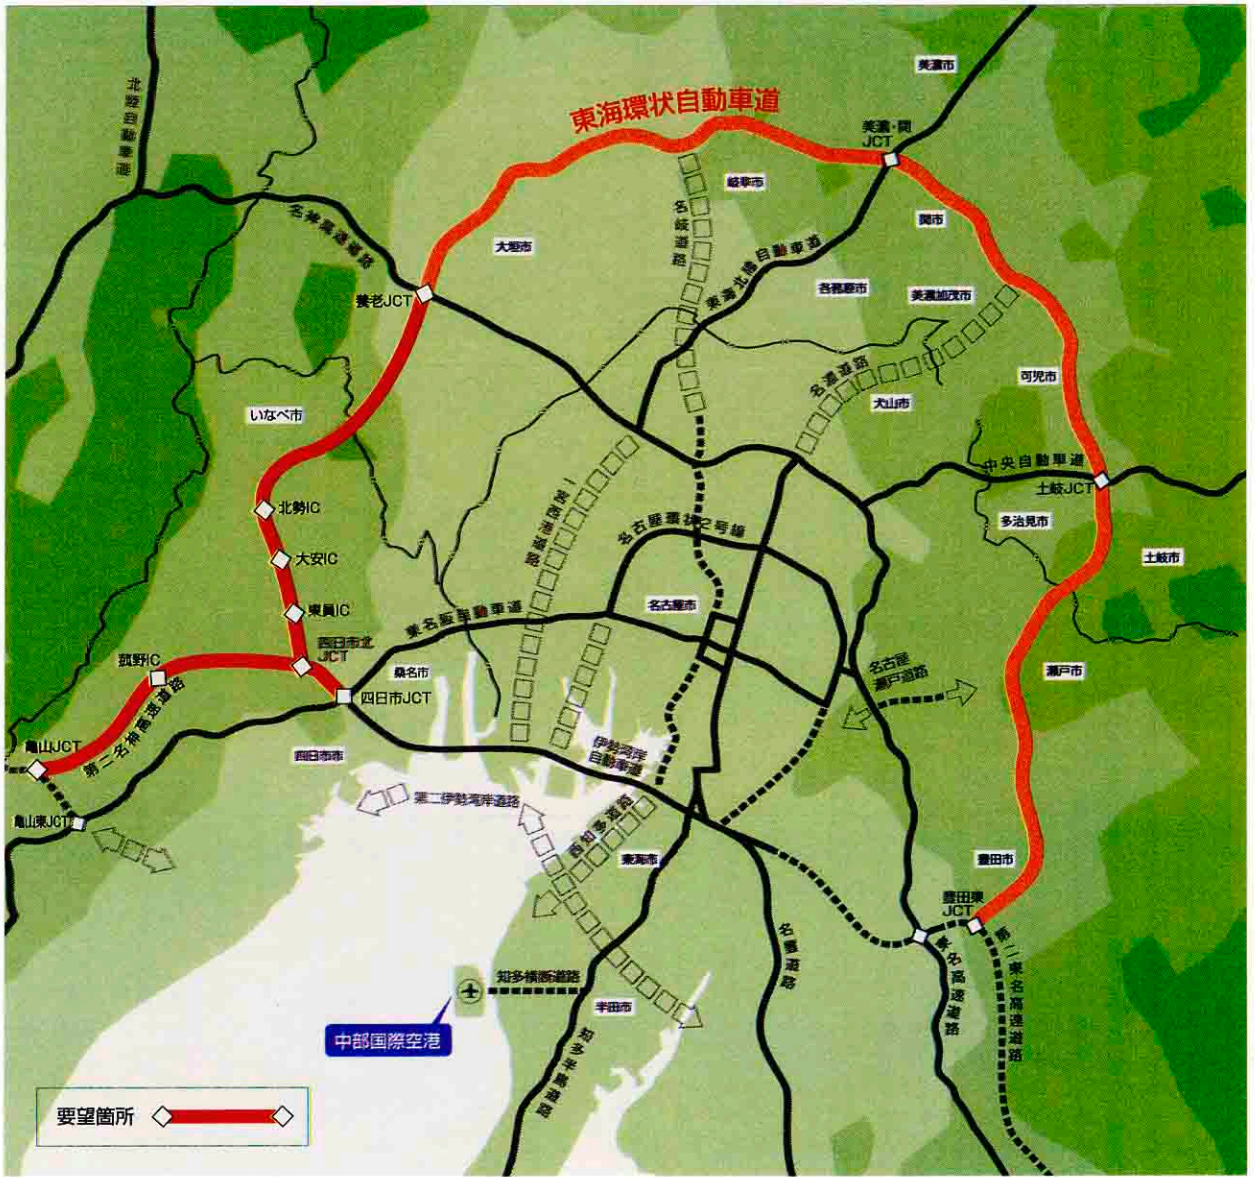 美濃市
東海環状自動車道
美濃・関
JCT
北陸自動車道
岐阜市
関市
名神高速道路
名岐道路
大垣市
東海北陸自動車道
各務原市
美濃加茂市
養老JCT
名濃道路
可児市
犬山市
いなべ市
中央自動車道
土岐JCT
一宮西港道路
北勢IC
多治見市
名古屋環状2号線
大安IC
土岐市
東員IC
名古屋市
東名阪自動車道
四日市北
JCT
菰野IC
桑名市
名古屋
瀬戸道路
瀬戸市
四日市JCT
第二名神高速道路
亀山JCT
四日市市
伊勢湾岸
自動車道
第二伊勢湾岸道路
亀山東JCT
西知多道路
東海市
豊田市
豊田東
JCT
名豊道路
東名高速道路
第二東名高速道路
知多横断道路
半田市
中部国際空港
知多半島道路
要望箇所